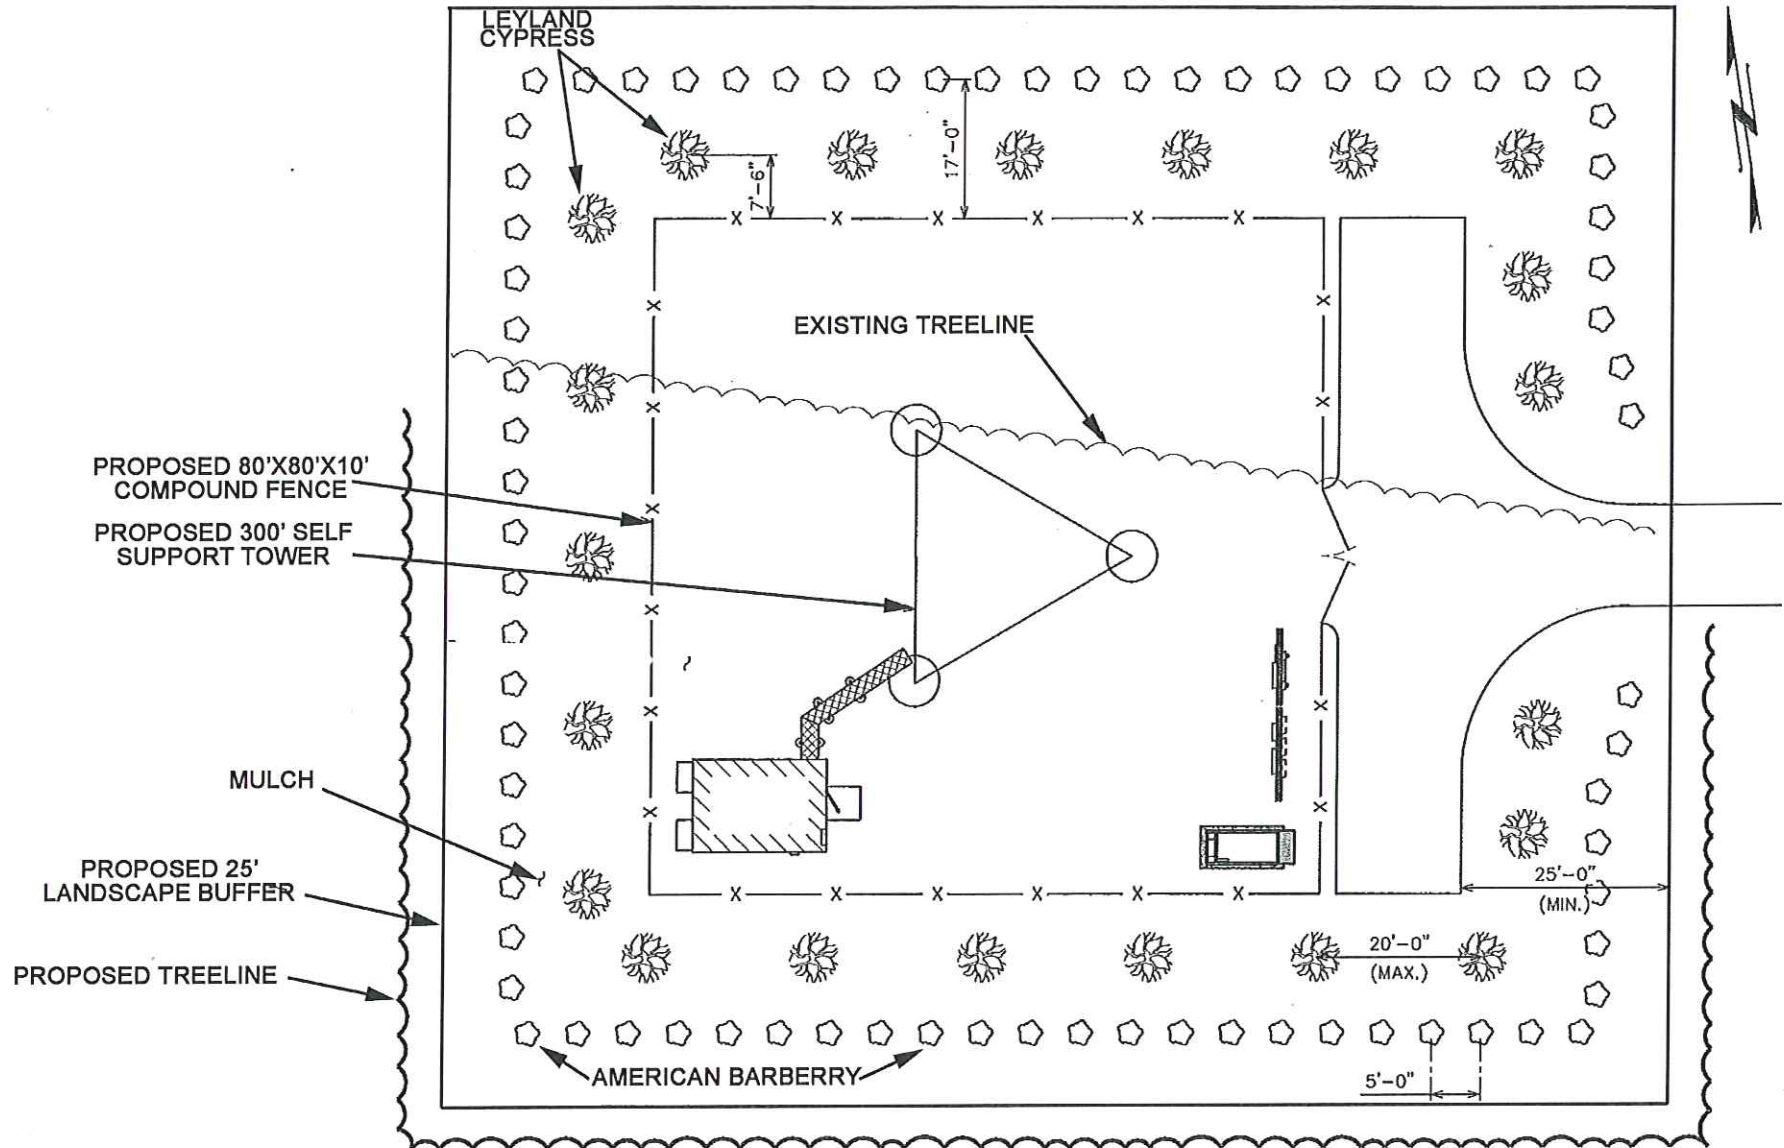 LEYLAND
CYPRESS
17'-0"
7'-6"
EXISTING TREELINE
PROPOSED 80'X80'X10'
COMPOUND FENCE
PROPOSED 300' SELF
SUPPORT TOWER
MULCH
PROPOSED 25'
LANDSCAPE BUFFER
25'-0"
(MIN.)
20'-0"
(MAX.)
PROPOSED TREELINE
AMERICAN BARBERRY
5'-0"